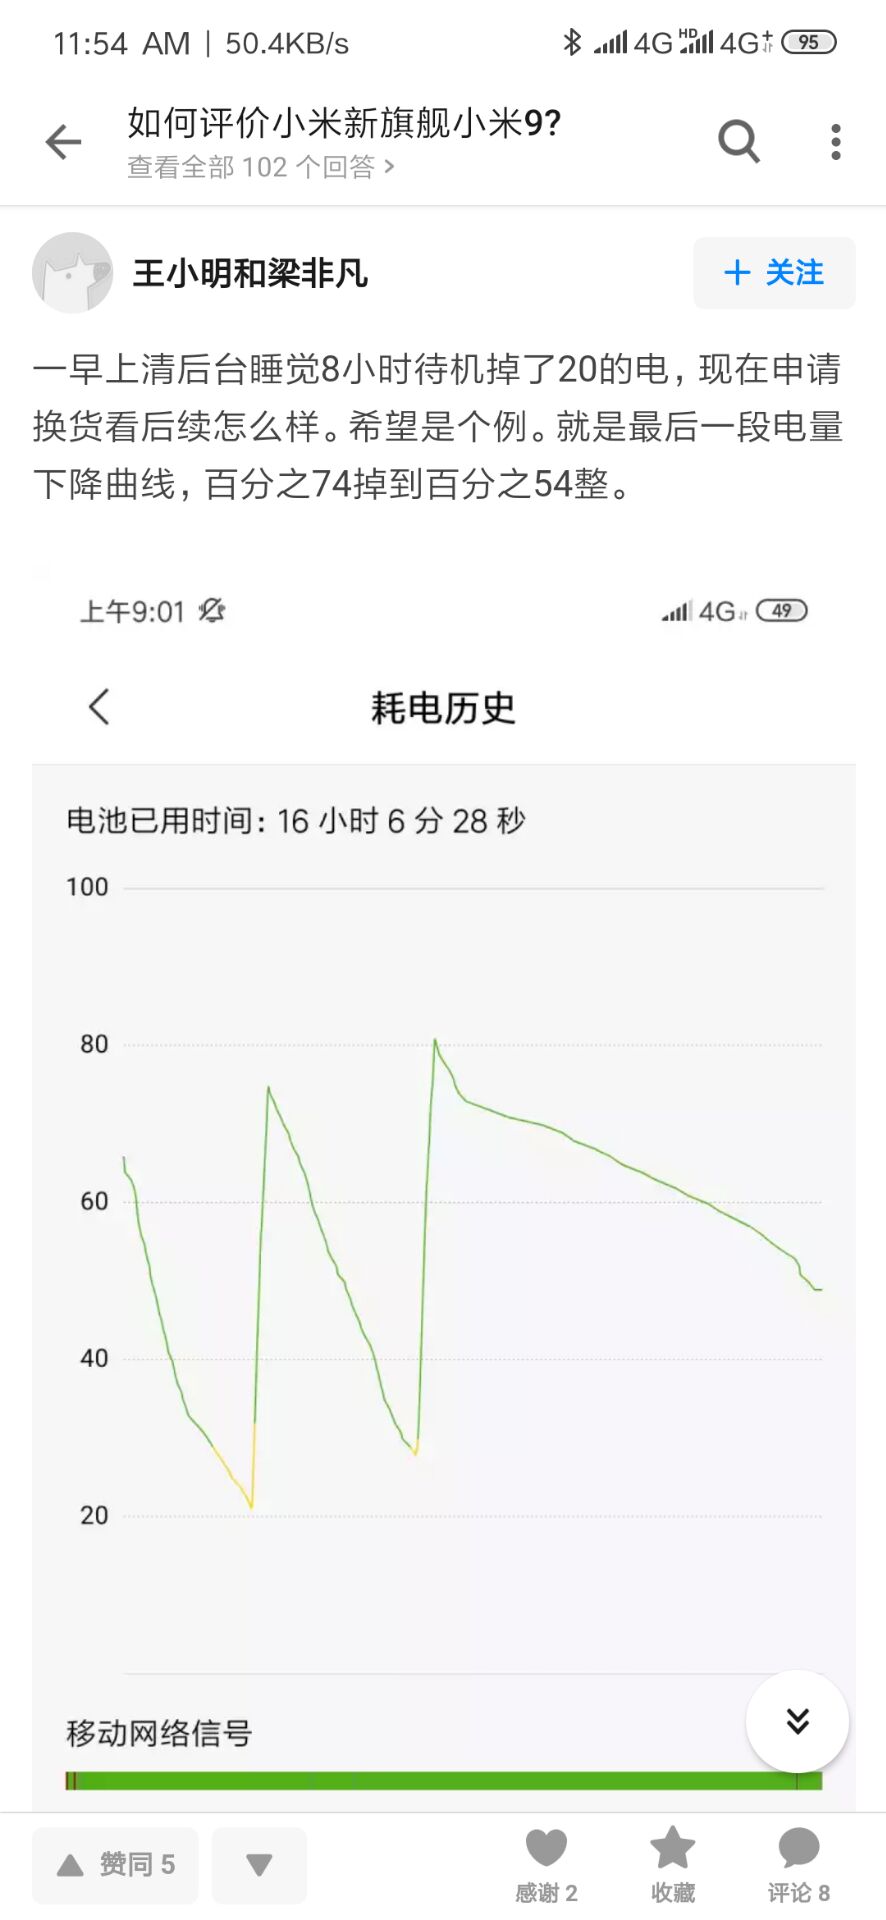 11:54 AM | 50.4KB/s 4G HD 4G+ 95
如何评价小米新旗舰小米9?
查看全部 102 个回答 >
王小明和梁非凡
+ 关注
一早上清后台睡觉8小时待机掉了20的电，现在申请
换货看后续怎么样。希望是个例。就是最后一段电量
下降曲线，百分之74掉到百分之54整。
上午9:01 4G 49
耗电历史
电池已用时间：16 小时 6 分 28 秒
100
80
60
40
20
移动网络信号
赞同 5
感谢 2
收藏
评论 8